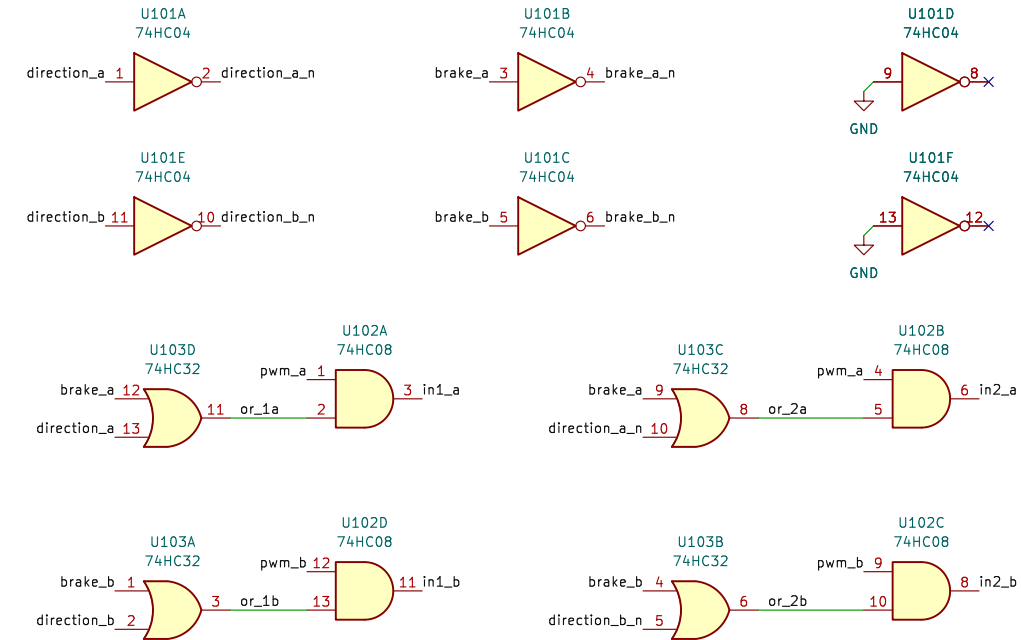 U101A
74HC04
direction_a 1 2 direction_a_n
U101B
74HC04
brake_a 3 4 brake_a_n
U101D
74HC04
9 8
GND
U101E
74HC04
direction_b 11 10 direction_b_n
U101C
74HC04
brake_b 5 6 brake_b_n
U101F
74HC04
13 12
GND
U103D
74HC32
brake_a 12
direction_a 13
11 or_1a
U102A
74HC08
pwm_a 1
2
3 in1_a
U103C
74HC32
brake_a 9
direction_a_n 10
8 or_2a
U102B
74HC08
pwm_a 4
5
6 in2_a
U103A
74HC32
brake_b 1
direction_b 2
3 or_1b
U102D
74HC08
pwm_b 12
13
11 in1_b
U103B
74HC32
brake_b 4
direction_b_n 5
6 or_2b
U102C
74HC08
pwm_b 9
10
8 in2_b